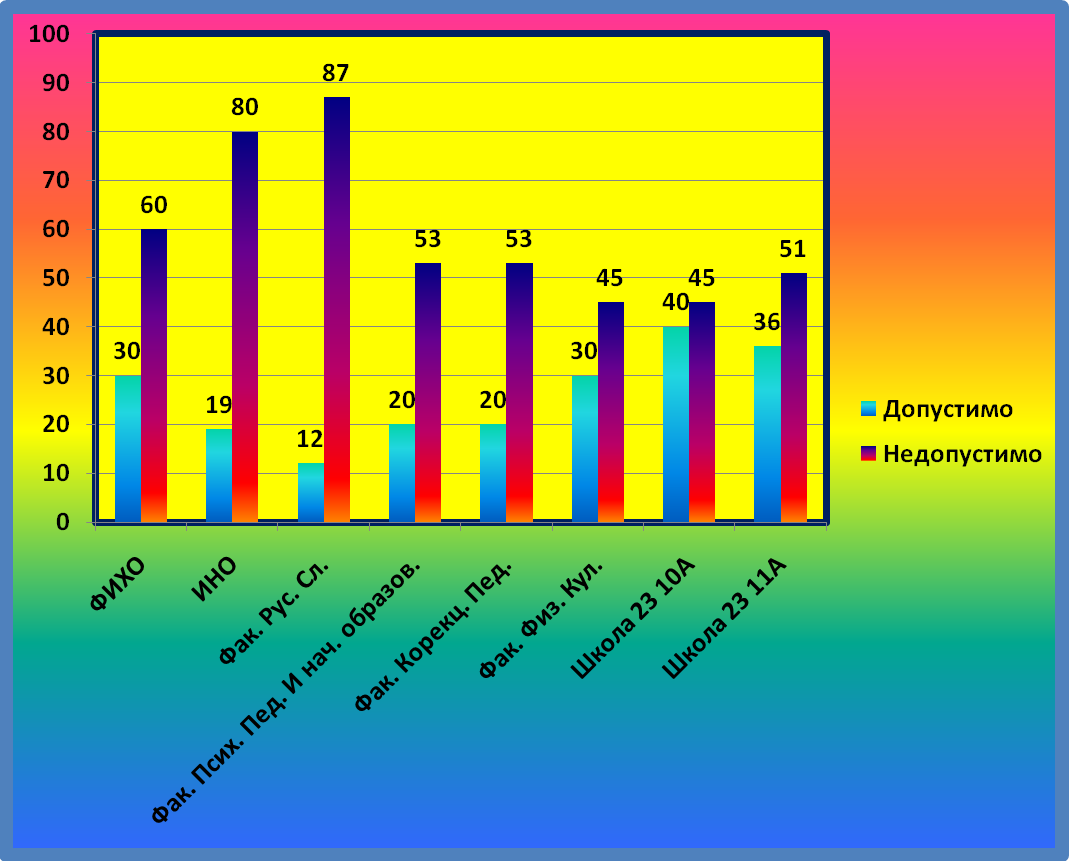 100
90
80
70
60
50
40
30
20
10
0
30
60
19
80
12
87
20
53
20
53
30
45
40
45
36
51
ФИХО
ИНО
Фак. Рус. Сл.
Фак. Псих. Пед. И нач. образов.
Фак. Корекц. Пед.
Фак. Физ. Кул.
Школа 23 10А
Школа 23 11А
Допустимо
Недопустимо